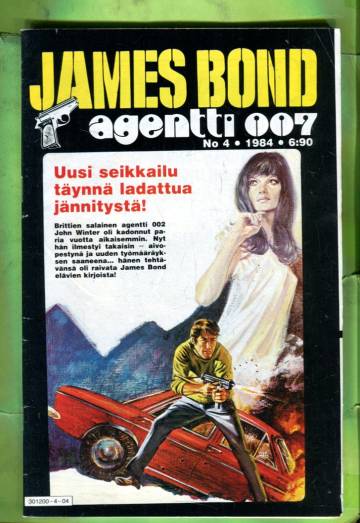 JAMES BOND
agentti 007
No 4 • 1984 • 6:90
Uusi seikkailu
täynnä ladattua
jännitystä!
Brittien salainen agentti 002
John Winter oli kadonnut pa-
ria vuotta aikaisemmin. Nyt
hän ilmestyi takaisin – aivo-
pestynä ja uuden työmääräyk-
sen saaneena... hänen tehtä-
vänsä oli raivata James Bond
elävien kirjoista!
301200-4-04